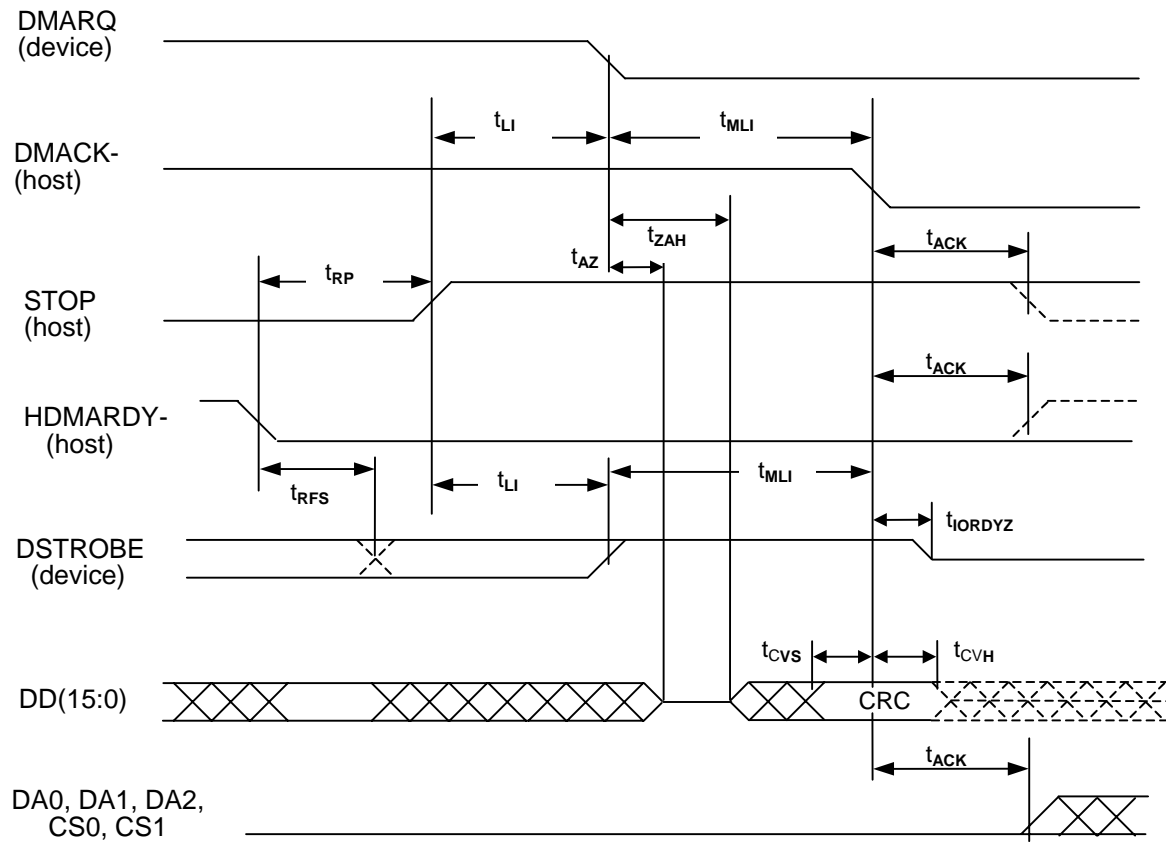 DMARQ
(device)
tLI
tMLI
DMACK-
(host)
tZAH
tAZ
tACK
tRP
STOP
(host)
tACK
HDMARDY-
(host)
tRFS
tLI
tMLI
tIORDYZ
DSTROBE
(device)
tCVS
tCVH
DD(15:0)
CRC
tACK
DA0, DA1, DA2,
CS0, CS1